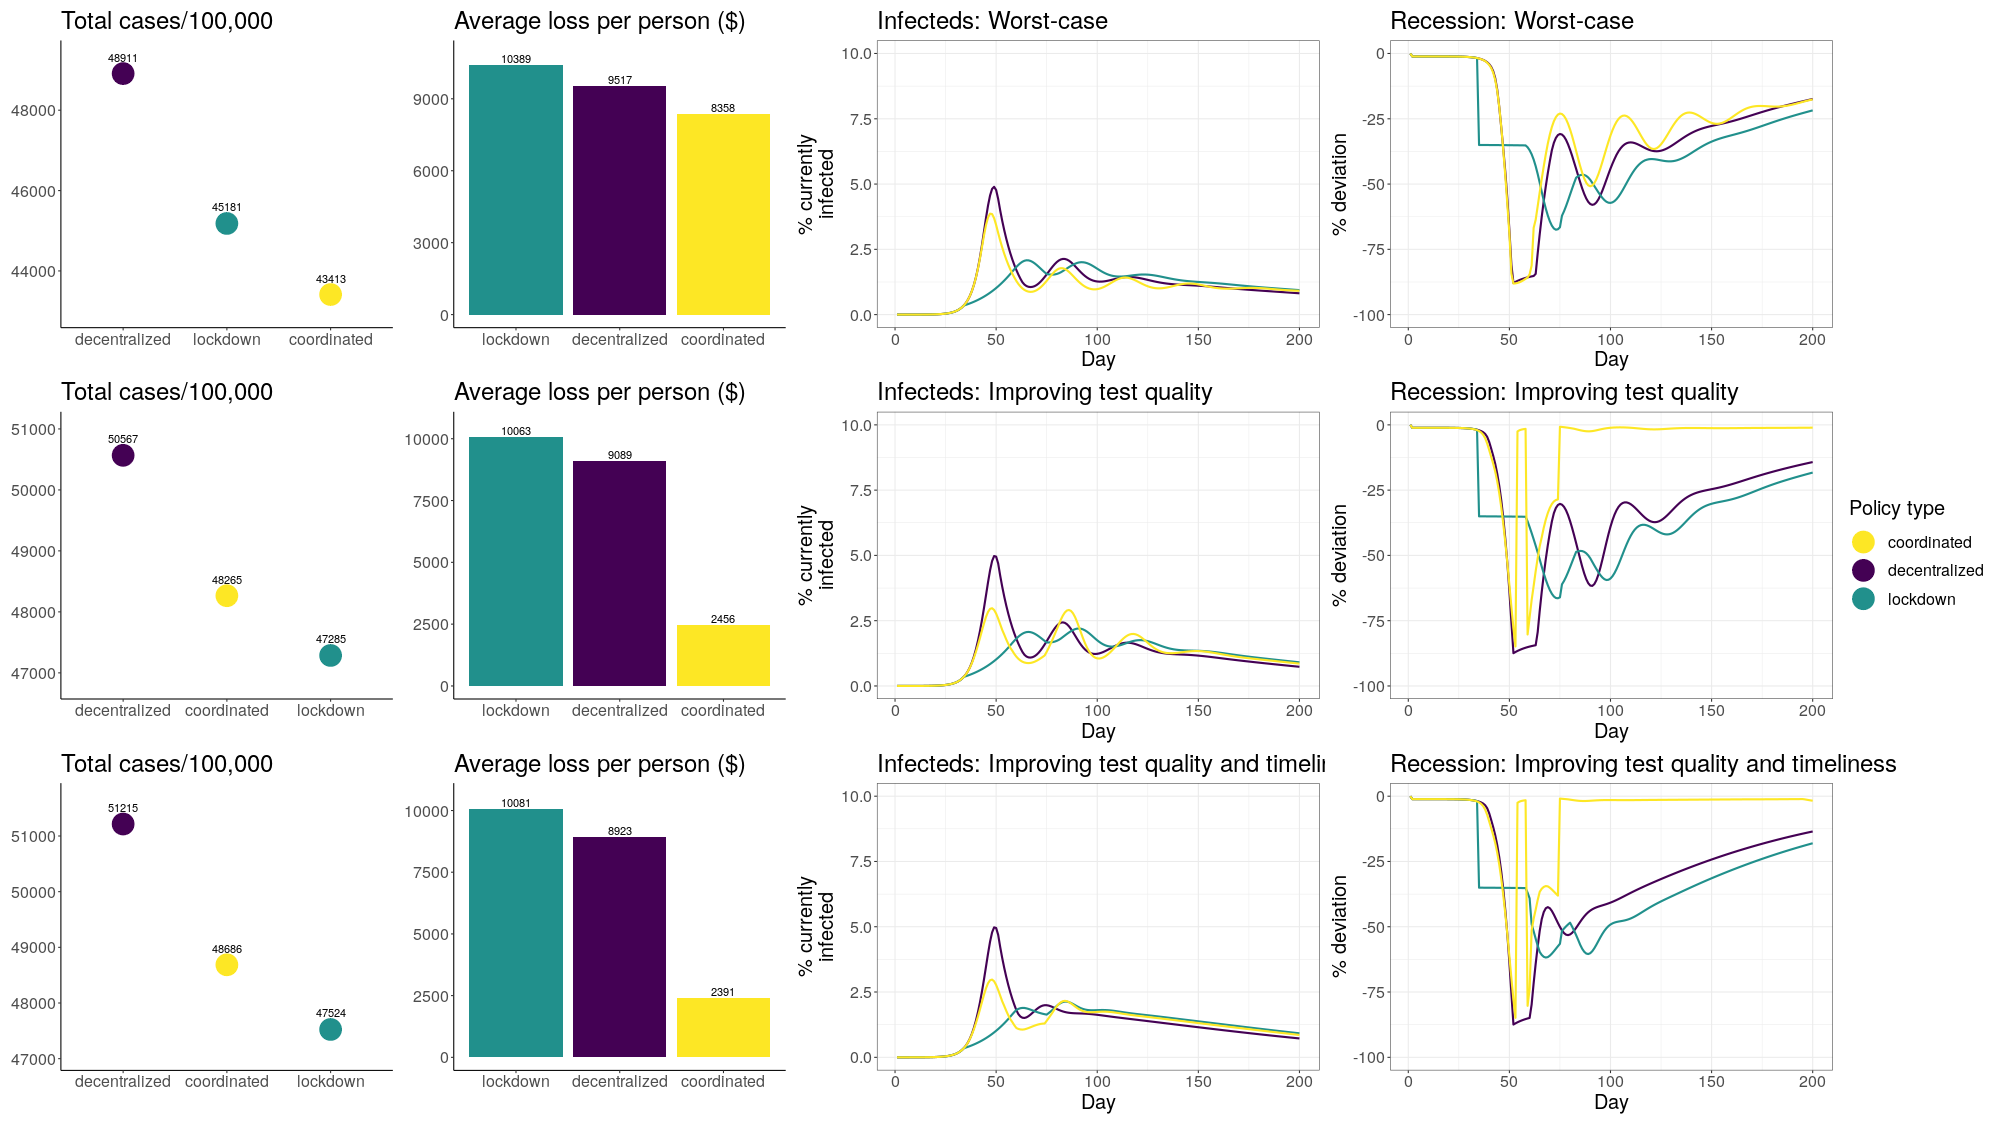 Total cases/100,000
48000
46000
44000
48911
45181
43413
decentralized lockdown coordinated
Average loss per person ($)
9000
6000
3000
0
10389
9517
8358
lockdown decentralized coordinated
Infecteds: Worst-case
% currently
infected
10.0
7.5
5.0
2.5
0.0
0 50 100 150 200
Day
Recession: Worst-case
% deviation
0
-25
-50
-75
-100
0 50 100 150 200
Day
Total cases/100,000
51000
50000
49000
48000
47000
50567
48265
47285
decentralized coordinated lockdown
Average loss per person ($)
10000
7500
5000
2500
0
10063
9089
2456
lockdown decentralized coordinated
Infecteds: Improving test quality
% currently
infected
10.0
7.5
5.0
2.5
0.0
0 50 100 150 200
Day
Recession: Improving test quality
% deviation
0
-25
-50
-75
-100
0 50 100 150 200
Day
Policy type
coordinated
decentralized
lockdown
Total cases/100,000
51000
50000
49000
48000
47000
51215
48686
47524
decentralized coordinated lockdown
Average loss per person ($)
10000
7500
5000
2500
0
10081
8923
2391
lockdown decentralized coordinated
Infecteds: Improving test quality and timelin
% currently
infected
10.0
7.5
5.0
2.5
0.0
0 50 100 150 200
Day
Recession: Improving test quality and timeliness
% deviation
0
-25
-50
-75
-100
0 50 100 150 200
Day